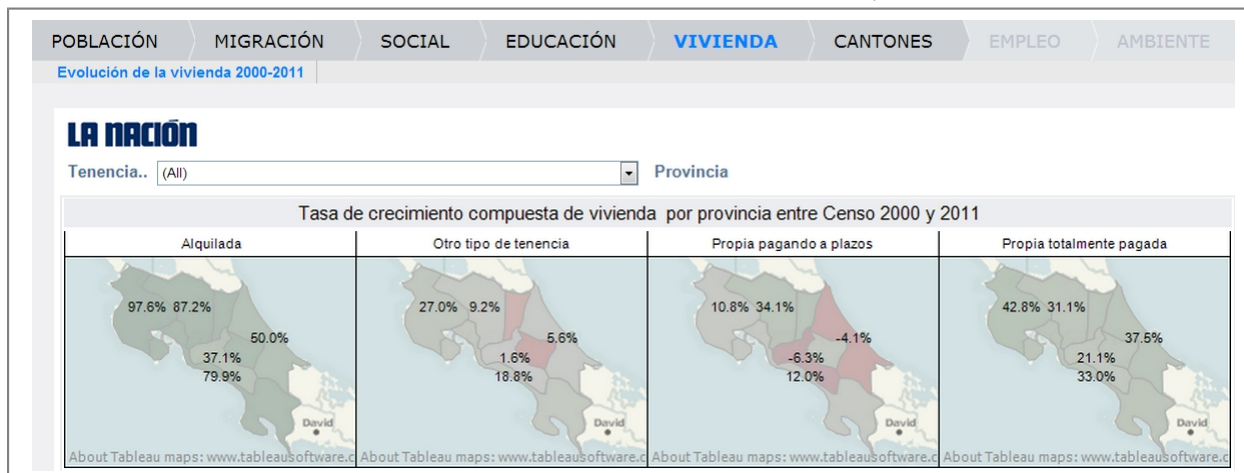 POBLACIÓN MIGRACIÓN SOCIAL EDUCACIÓN VIVIENDA CANTONES EMPLEO AMBIENTE
Evolución de la vivienda 2000-2011
LA NACIÓN
Tenencia.. (All) Provincia
Tasa de crecimiento compuesta de vivienda por provincia entre Censo 2000 y 2011
Alquilada Otro tipo de tenencia Propia pagando a plazos Propia totalmente pagada
97.6% 87.2% 27.0% 9.2% 10.8% 34.1% 42.8% 31.1%
50.0% 5.6% -4.1% 37.5%
37.1% 1.6% -6.3% 21.1%
79.9% 18.8% 12.0% 33.0%
David David David David
About Tableau maps: www.tableausoftware.c About Tableau maps: www.tableausoftware.c About Tableau maps: www.tableausoftware.c About Tableau maps: www.tableausoftware.c